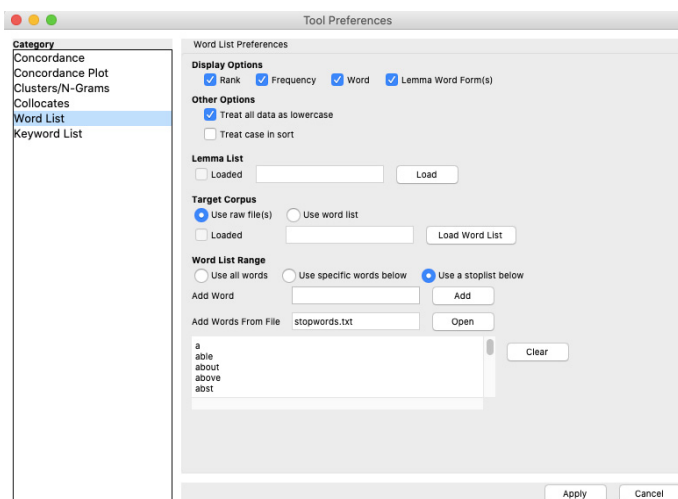 Tool Preferences
Category
Concordance
Concordance Plot
Clusters/N-Grams
Collocates
Word List
Keyword List
Word List Preferences
Display Options
Rank Frequency Word Lemma Word Form(s)
Other Options
Treat all data as lowercase
Treat case in sort
Lemma List
Loaded Load
Target Corpus
Use raw file(s) Use word list
Loaded Load Word List
Word List Range
Use all words Use specific words below Use a stoplist below
Add Word Add
Add Words From File stopwords.txt Open
a
able
about
above
abst
Clear
Apply Cancel